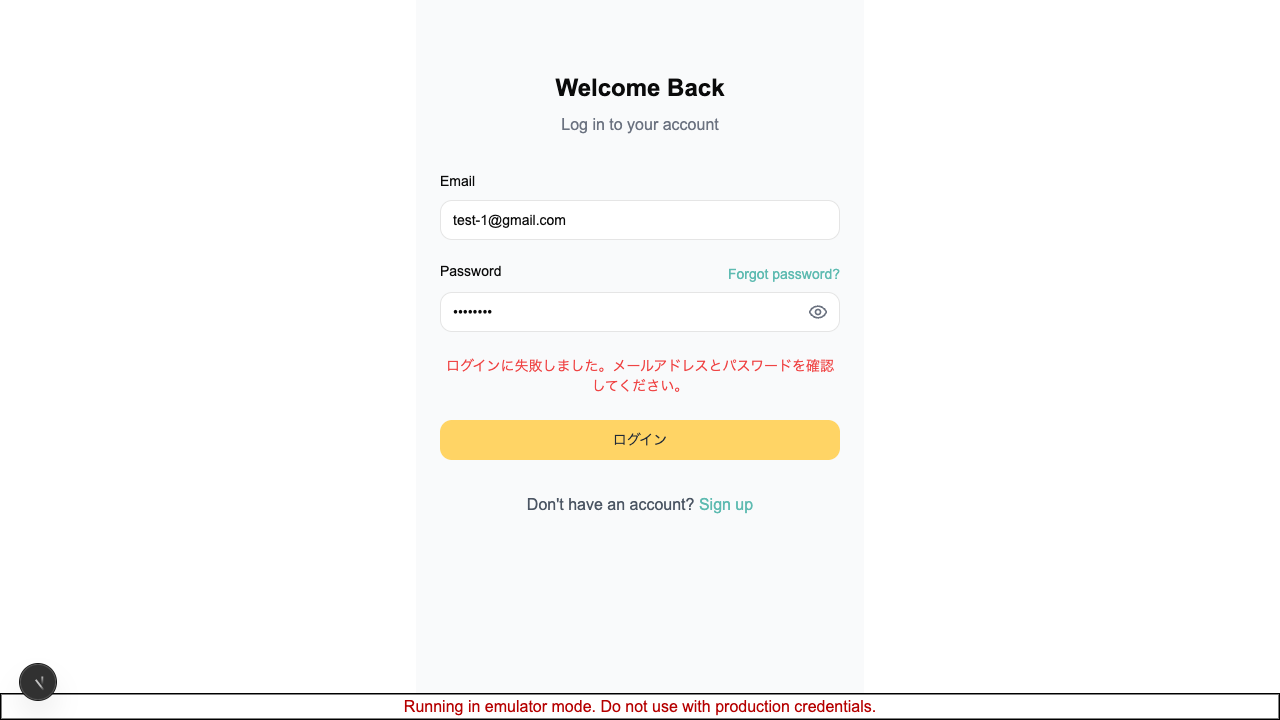 Welcome Back
Log in to your account
Email
test-1@gmail.com
Password
Forgot password?
••••••••
ログインに失敗しました。メールアドレスとパスワードを確認
してください。
ログイン
Don't have an account? Sign up
Running in emulator mode. Do not use with production credentials.